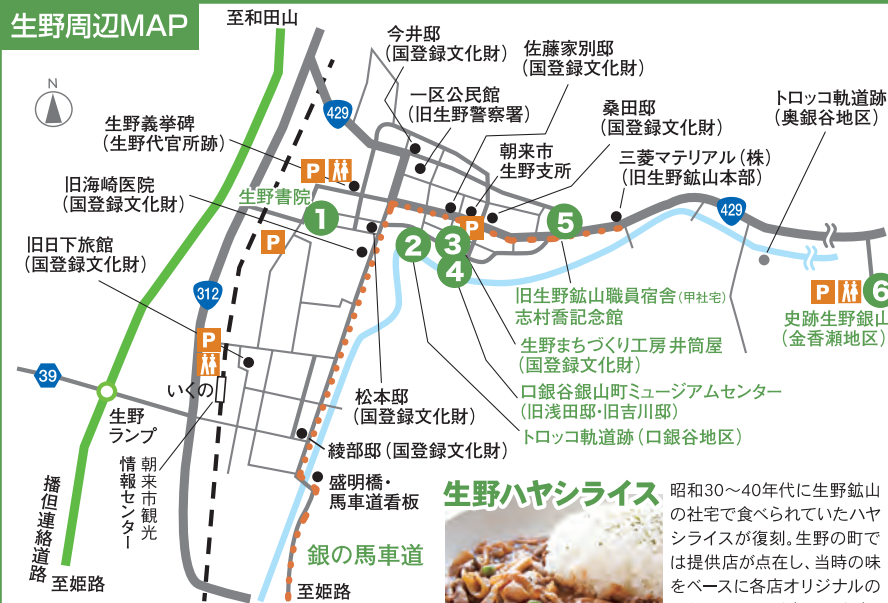 生野周辺MAP
至和田山
N
今井邸
(国登録文化財)
佐藤家別邸
(国登録文化財)
一区公民館
(旧生野警察署)
桑田邸
(国登録文化財)
トロッコ軌道跡
(奥銀谷地区)
429
生野義挙碑
(生野代官所跡)
朝来市
生野支所
三菱マテリアル(株)
(旧生野鉱山本部)
P
生野書院
旧海崎医院
(国登録文化財)
1
5
429
P
P
2
3
4
旧日下旅館
(国登録文化財)
312
P
6
旧生野鉱山職員宿舎(甲社宅)
志村喬記念館
史跡生野銀山
(金香瀬地区)
P
生野まちづくり工房 井筒屋
(国登録文化財)
39
いくの
松本邸
(国登録文化財)
口銀谷銀山町ミュージアムセンター
(旧浅田邸・旧吉川邸)
生野
ランプ
トロッコ軌道跡(口銀谷地区)
綾部邸(国登録文化財)
朝来市観光
情報センター
盛明橋・
馬車道看板
播但連絡道路
銀の馬車道
至姫路
至姫路
生野ハヤシライス
昭和30〜40年代に生野鉱山
の社宅で食べられていたハヤ
シライスが復刻。生野の町で
は提供店が点在し、当時の味
をベースに各店オリジナルの